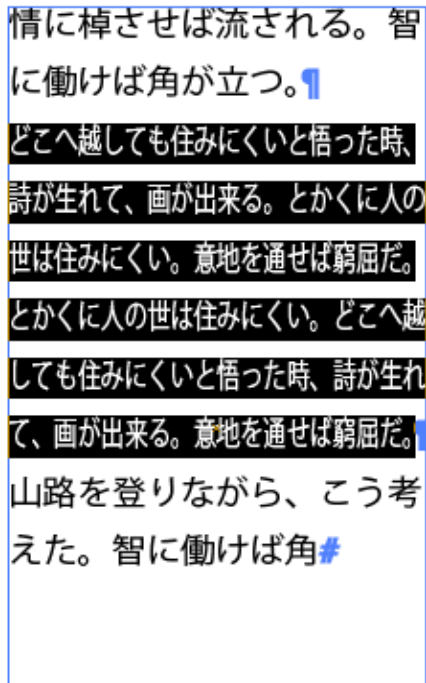 情に棹させば流される。智
に働けば角が立つ。¶
どこへ越しても住みにくいと悟った時、
詩が生れて、画が出来る。とかくに人の
世は住みにくい。意地を通せば窮屈だ。
とかくに人の世は住みにくい。どこへ越
しても住みにくいと悟った時、詩が生れ
て、画が出来る。意地を通せば窮屈だ。¶
山路を登りながら、こう考
えた。智に働けば角#